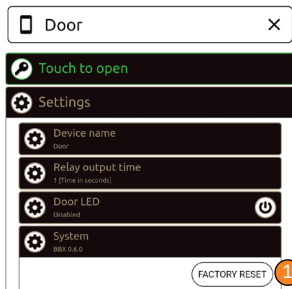 Door
Touch to open
Settings
Device name
Door
Relay output time
1 [Time in seconds]
Door LED
Disabled
System
BBX 0.6.0
FACTORY RESET
1